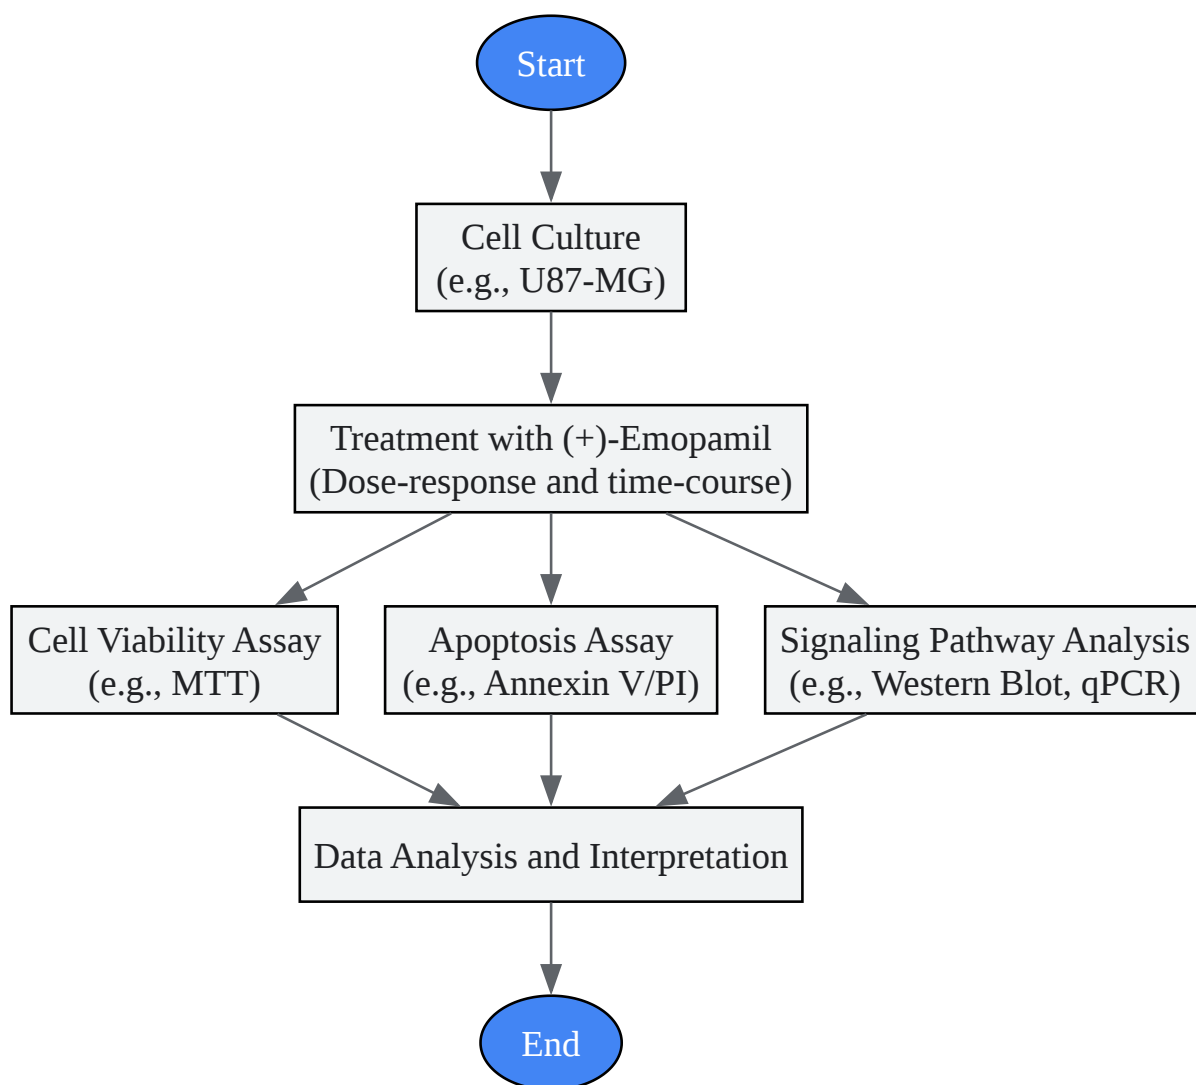 Start
Cell Culture
(e.g., U87-MG)
Treatment with (+)-Emopamil
(Dose-response and time-course)
Cell Viability Assay
(e.g., MTT)
Apoptosis Assay
(e.g., Annexin V/PI)
Signaling Pathway Analysis
(e.g., Western Blot, qPCR)
Data Analysis and Interpretation
End